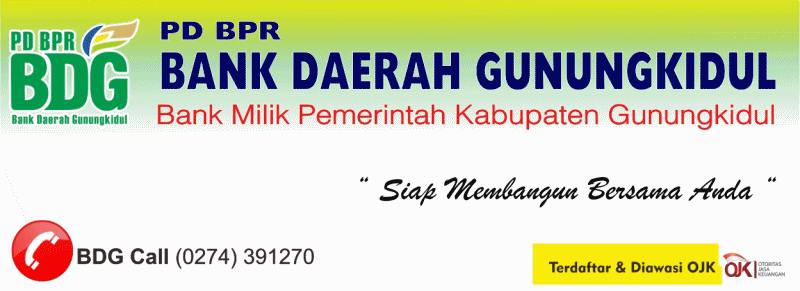 PD BPR
BDG
Bank Daerah Gunungkidul
PD BPR
BANK DAERAH GUNUNGKIDUL
Bank Milik Pemerintah Kabupaten Gunungkidul
“ Siap Membangun Bersama Anda “
BDG Call (0274) 391270
Terdaftar & Diawasi OJK
OJK
OTORITAS
JASA
KEUANGAN